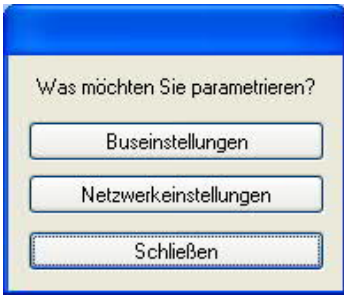 Was möchten Sie parametrieren?
Buseinstellungen
Netzwerkeinstellungen
Schließen